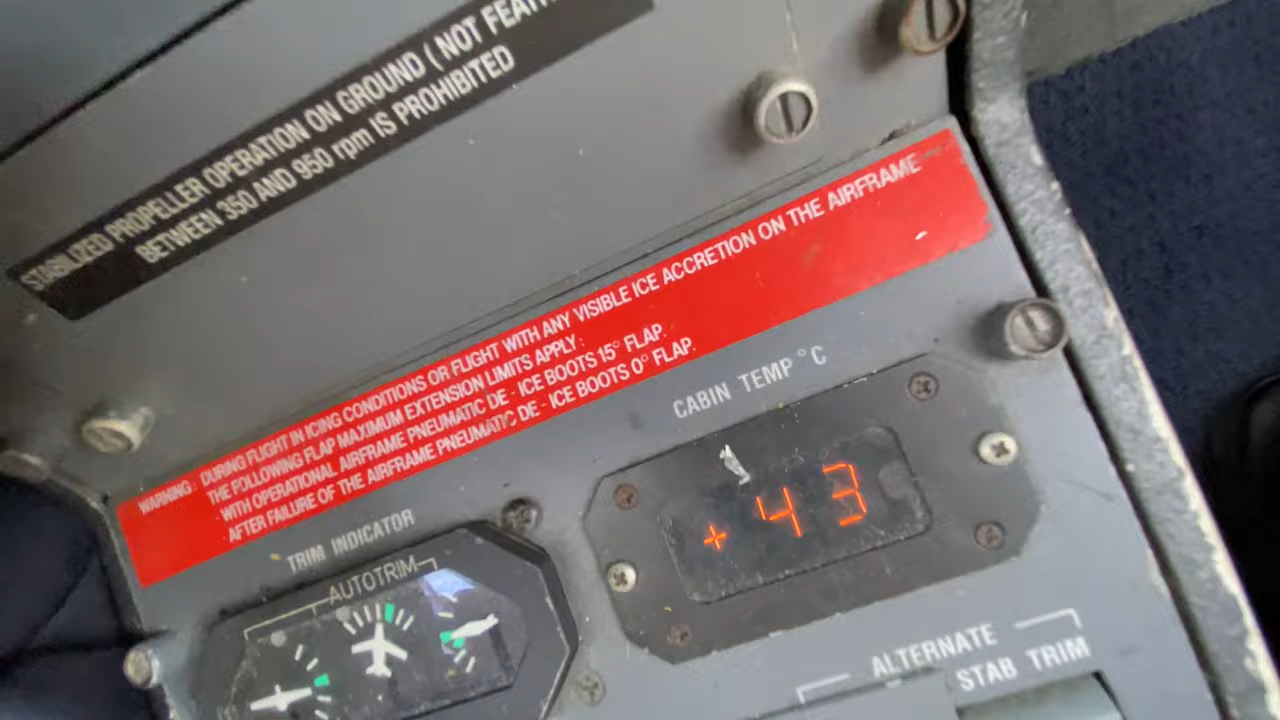 STABILIZED PROPELLER OPERATION ON GROUND ( NOT
BETWEEN 350 AND 950 rpm IS PROHIBITED
WARNING : DURING FLIGHT IN ICING CONDITIONS OR FLIGHT WITH ANY VISIBLE ICE ACCRETION ON THE AIRFRAME
THE FOLLOWING FLAP MAXIMUM EXTENSION LIMITS APPLY :
. WITH OPERATIONAL AIRFRAME PNEUMATIC DE - ICE BOOTS 15° FLAP.
. AFTER FAILURE OF THE AIRFRAME PNEUMATIC DE - ICE BOOTS 0° FLAP.
CABIN TEMP °C
+43
TRIM INDICATOR
AUTOTRIM
ALTERNATE
STAB TRIM